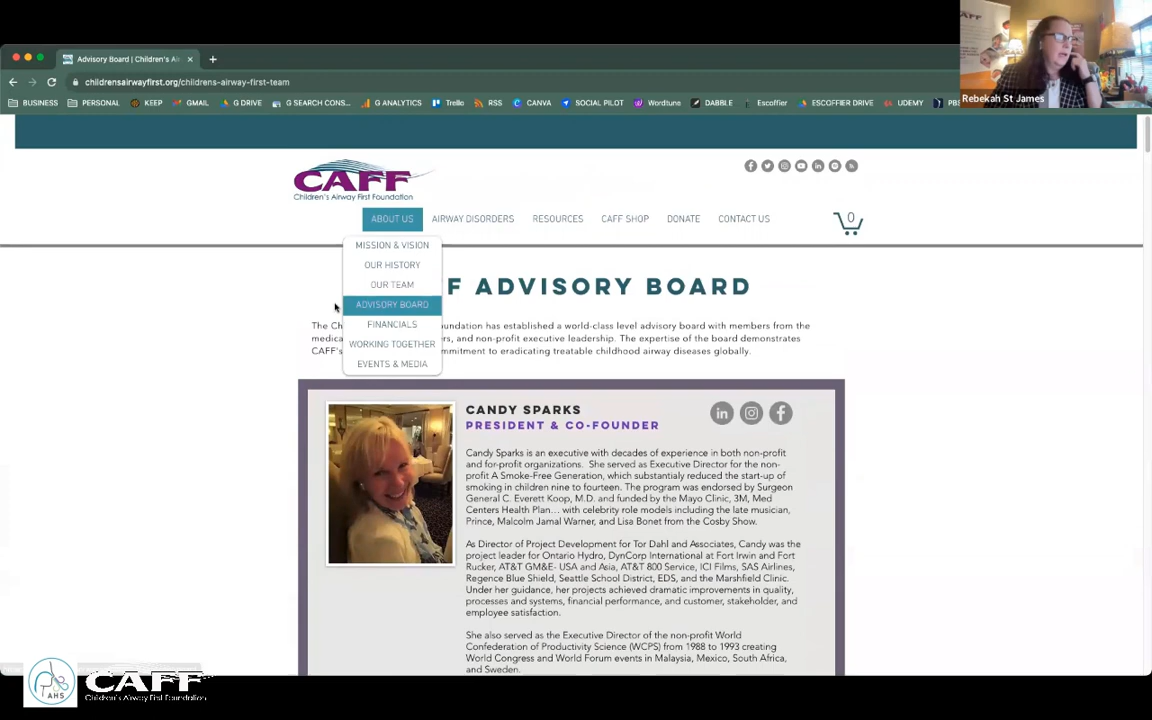 Advisory Board | Children's Ai
childrensairwayfirst.org/childrens-airway-first-team
BUSINESS PERSONAL KEEP GMAIL G DRIVE G SEARCH CONS... G ANALYTICS Trello RSS CANVA SOCIAL PILOT Wordtune DABBLE Escoffier ESCOFFIER DRIVE UDEMY
Rebekah St James
CAFF
Children's Airway First Foundation
ABOUT US AIRWAY DISORDERS RESOURCES CAFF SHOP DONATE CONTACT US 0
MISSION & VISION
OUR HISTORY
OUR TEAM
ADVISORY BOARD
FINANCIALS
WORKING TOGETHER
EVENTS & MEDIA
F ADVISORY BOARD
The Ch oundation has established a world-class level advisory board with members from the
medica rs, and non-profit executive leadership. The expertise of the board demonstrates
CAFF's mmitment to eradicating treatable childhood airway diseases globally.
CANDY SPARKS
PRESIDENT & CO-FOUNDER
Candy Sparks is an executive with decades of experience in both non-profit
and for-profit organizations. She served as Executive Director for the non-
profit A Smoke-Free Generation, which substantialy reduced the start-up of
smoking in children nine to fourteen. The program was endorsed by Surgeon
General C. Everett Koop, M.D. and funded by the Mayo Clinic, 3M, Med
Centers Health Plan... with celebrity role models including the late musician,
Prince, Malcolm Jamal Warner, and Lisa Bonet from the Cosby Show.
As Director of Project Development for Tor Dahl and Associates, Candy was the
project leader for Ontario Hydro, DynCorp International at Fort Irwin and Fort
Rucker, AT&T GM&E- USA and Asia, AT&T 800 Service, ICI Films, SAS Airlines,
Regence Blue Shield, Seattle School District, EDS, and the Marshfield Clinic.
Under her guidance, her projects achieved dramatic improvements in quality,
processes and systems, financial performance, and customer, stakeholder, and
employee satisfaction.
She also served as the Executive Director of the non-profit World
Confederation of Productivity Science (WCPS) from 1988 to 1993 creating
World Congress and World Forum events in Malaysia, Mexico, South Africa,
and Sweden.
AHS
CAFF
Children's Airway First Foundation